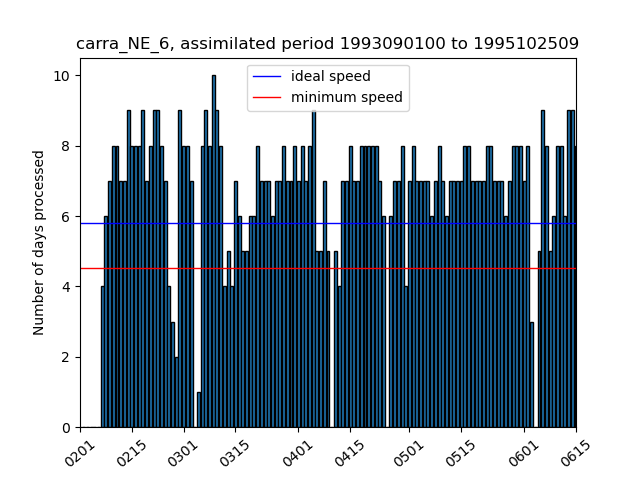 carra_NE_6, assimilated period 1993090100 to 1995102509
ideal speed
minimum speed
Number of days processed
10
8
6
4
2
0
0201 0215 0301 0315 0401 0415 0501 0515 0601 0615